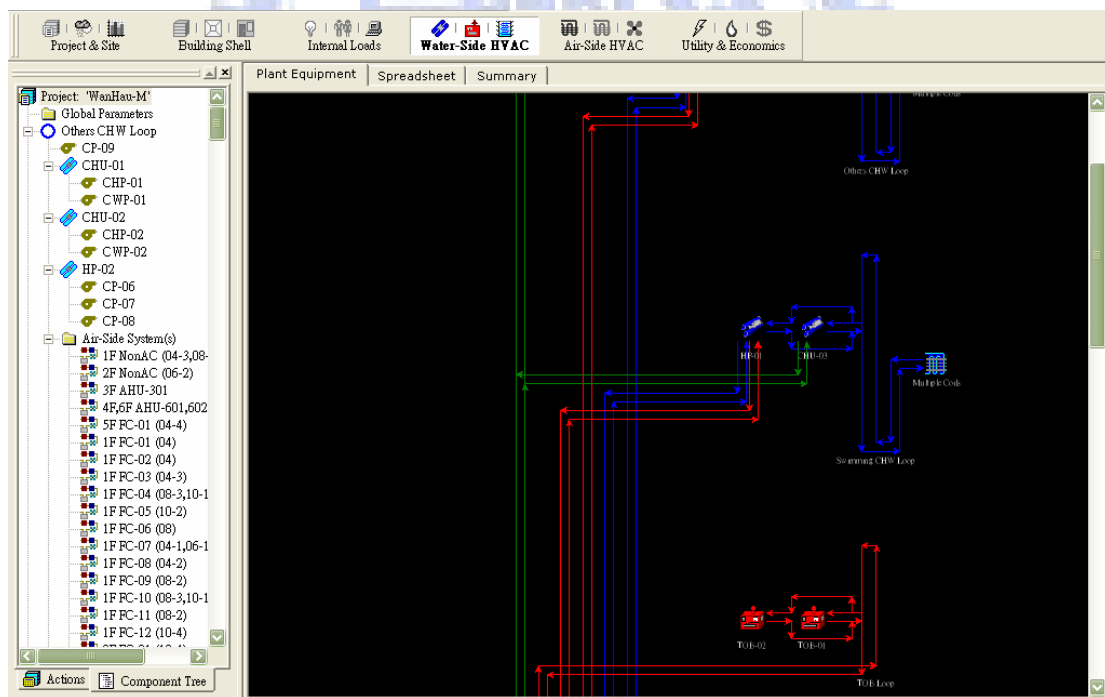 Project & Site
Building Shell
Internal Loads
Water-Side HVAC
Air-Side HVAC
Utility & Economics
Plant Equipment
Spreadsheet
Summary
Project: 'WanHau-M'
Global Parameters
Others CHW Loop
CP-09
CHU-01
CHP-01
CWP-01
CHU-02
CHP-02
CWP-02
HP-02
CP-06
CP-07
CP-08
Air-Side System(s)
1F NonAC (04-3,08-
2F NonAC (06-2)
3F AHU-301
4F,6F AHU-601,602
5F FC-01 (04-4)
1F FC-01 (04)
1F FC-02 (04)
1F FC-03 (04-3)
1F FC-04 (08-3,10-1
1F FC-05 (10-2)
1F FC-06 (08)
1F FC-07 (04-1,06-1
1F FC-08 (04-2)
1F FC-09 (08-2)
1F FC-10 (08-3,10-1
1F FC-11 (08-2)
1F FC-12 (10-4)
Actions
Component Tree
Multiple Coils
Others CHW Loop
HP-01
CHU-03
Multiple Coils
Swimming CHW Loop
TOB-02
TOB-01
TOB Loop